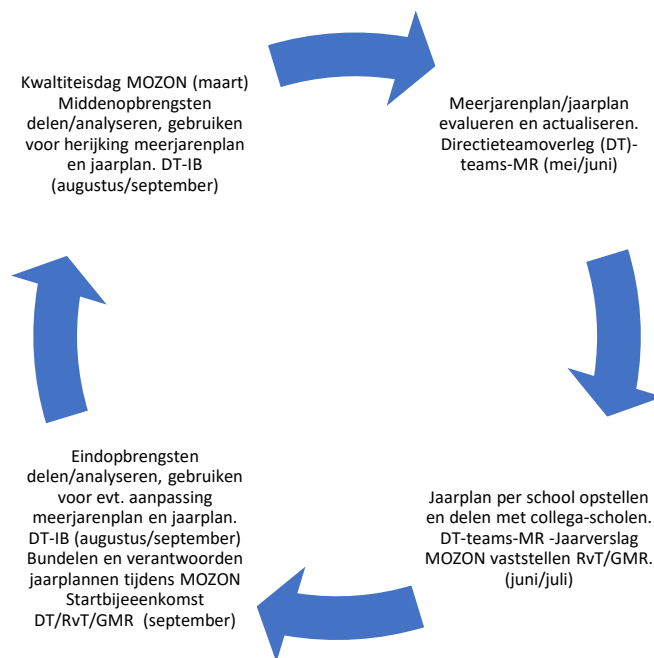 Kwaltiteisdag MOZON (maart)
Middenopbrengsten
delen/analyseren, gebruiken
voor herijking meerjarenplan
en jaarplan. DT-IB
(augustus/september)
Meerjarenplan/jaarplan
evalueren en actualiseren.
Directieteamoverleg (DT)-
teams-MR (mei/juni)
Jaarplan per school opstellen
en delen met collega-scholen.
DT-teams-MR -Jaarverslag
MOZON vaststellen RvT/GMR.
(juni/juli)
Eindopbrengsten
delen/analyseren, gebruiken
voor evt. aanpassing
meerjarenplan en jaarplan.
DT-IB (augustus/september)
Bundelen en verantwoorden
jaarplannen tijdens MOZON
Startbijeeenkomst
DT/RvT/GMR (september)